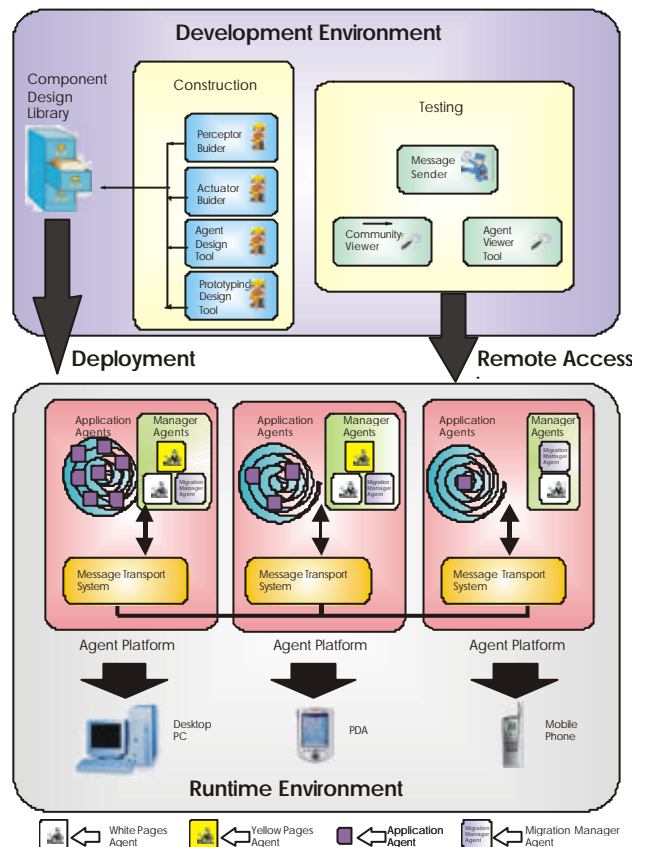 Development Environment
Component
Design
Library
Construction
Perceptor
Buider
Actuator
Buider
Agent
Design
Tool
Prototyping
Design
Tool
Testing
Message
Sender
Community
Viewer
Agent
Viewer
Tool
Deployment
Remote Access
Application
Agents
Manager
Agents
Migration
Manager
Agent
Message Transport
System
Application
Agents
Manager
Agents
Migration
Manager
Agent
Message Transport
System
Application
Agents
Manager
Agents
Migration
Manager
Agent
Message Transport
System
Agent Platform
Agent Platform
Agent Platform
Desktop
PC
PDA
Mobile
Phone
Runtime Environment
White Pages
Agent
Yellow Pages
Agent
Application
Agent
Migration
Manager
Agent
Migration Manager
Agent